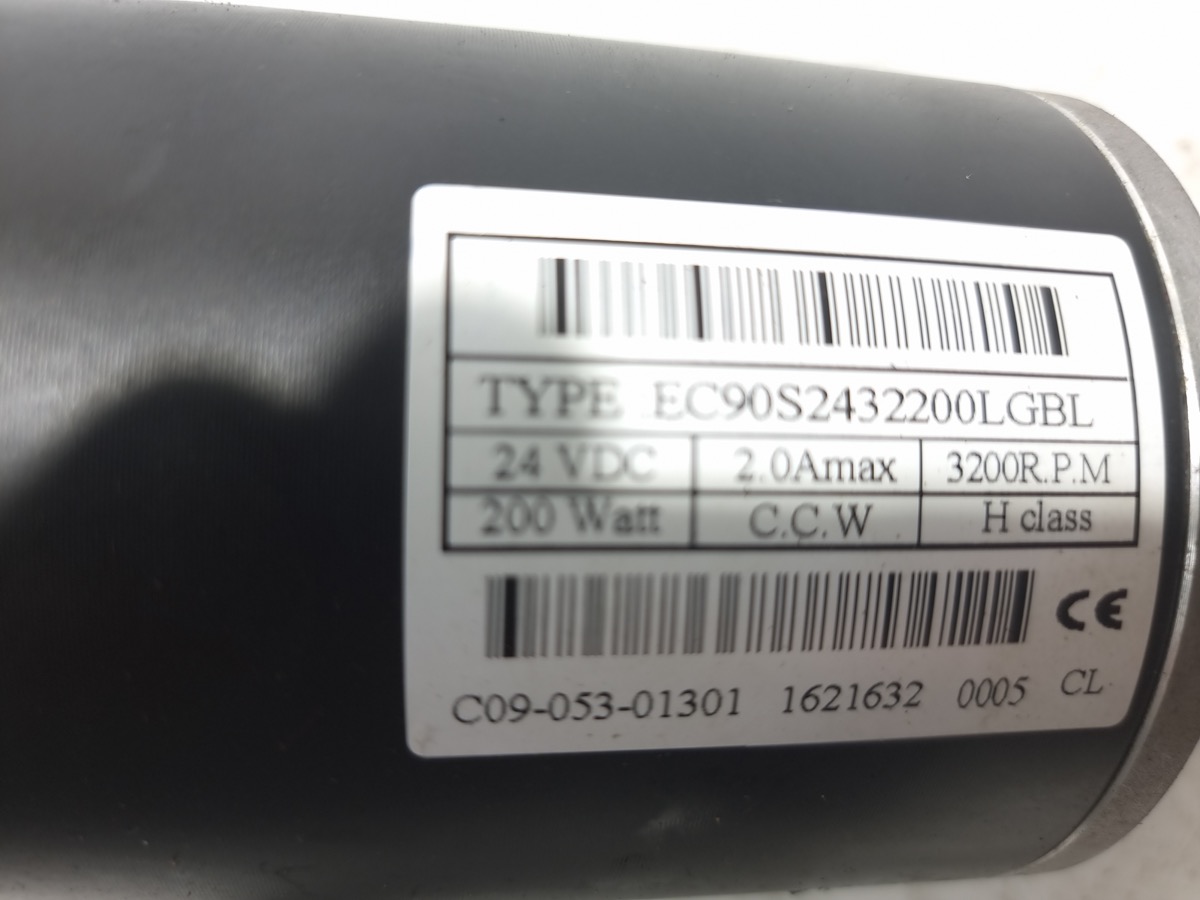 TYPE EC90S2432200LGBL
24 VDC 2.0Amax 3200R.P.M
200 Watt C.C.W H class
CE
C09-053-01301 1621632 0005 CL